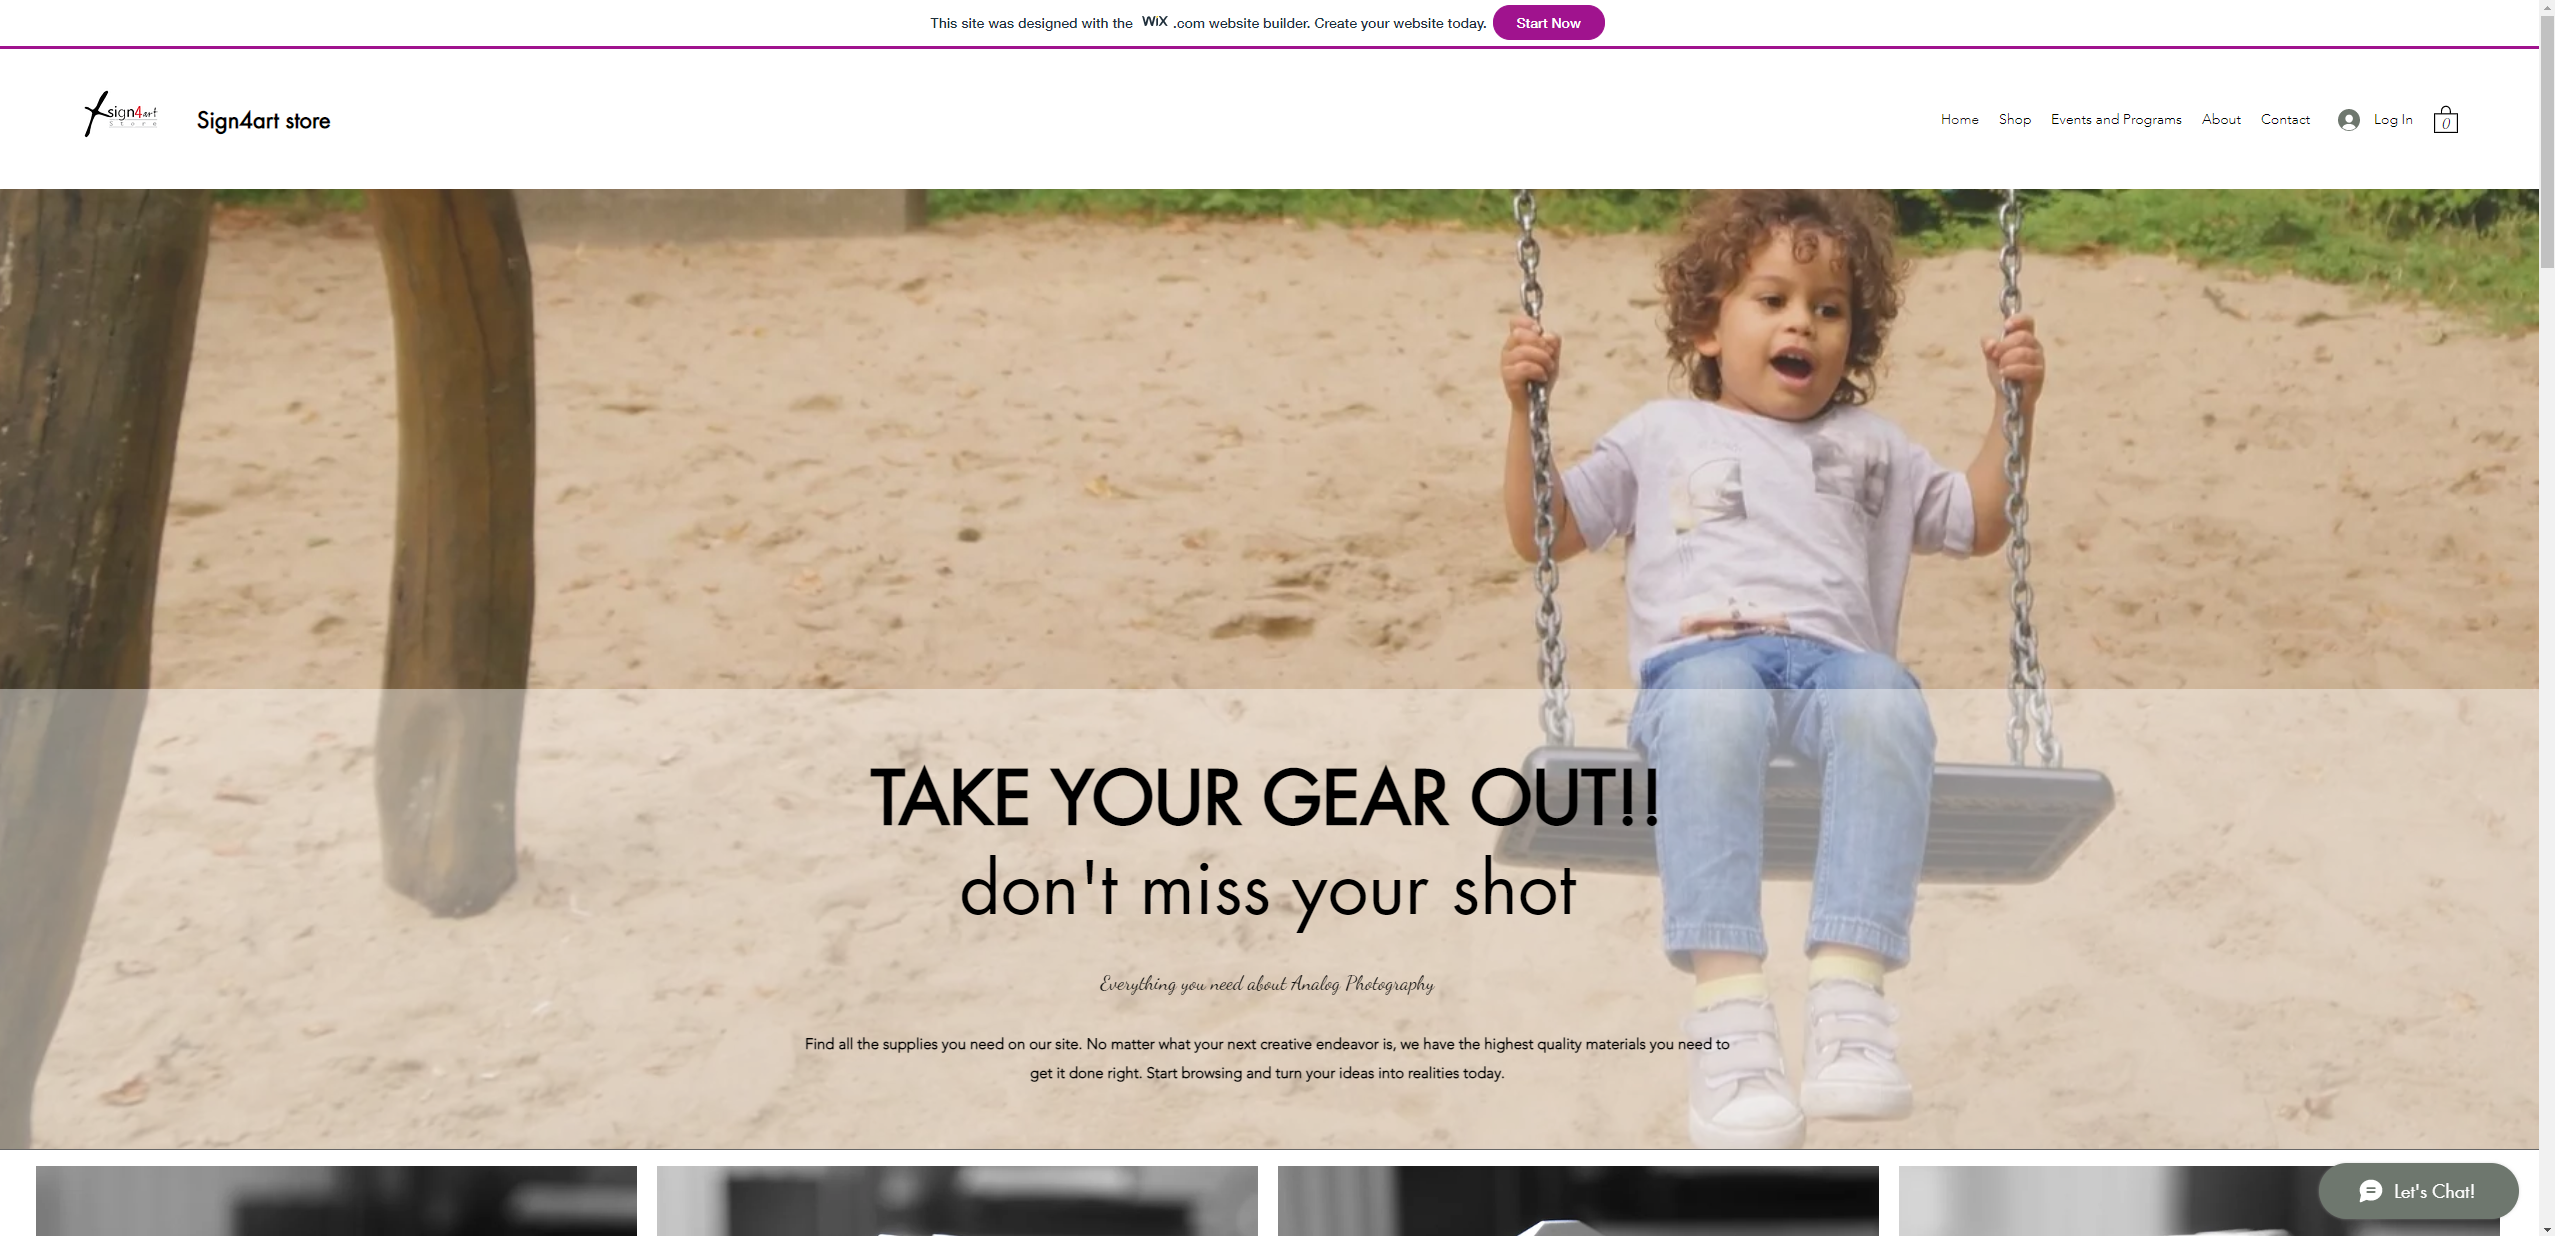 This site was designed with the WiX .com website builder. Create your website today. Start Now
sign4art
Store
Sign4art store
Home Shop Events and Programs About Contact Log In 0
TAKE YOUR GEAR OUT!!
don't miss your shot
Everything you need about Analog Photography
Find all the supplies you need on our site. No matter what your next creative endeavor is, we have the highest quality materials you need to
get it done right. Start browsing and turn your ideas into realities today.
Let's Chat!